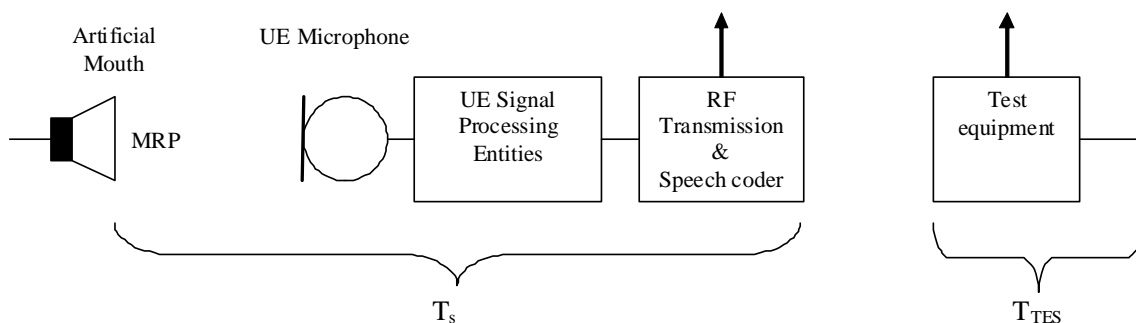 Artificial
Mouth
MRP
UE Microphone
UE Signal
Processing
Entities
RF
Transmission
&
Speech coder
Test
equipment
Ts
TTES